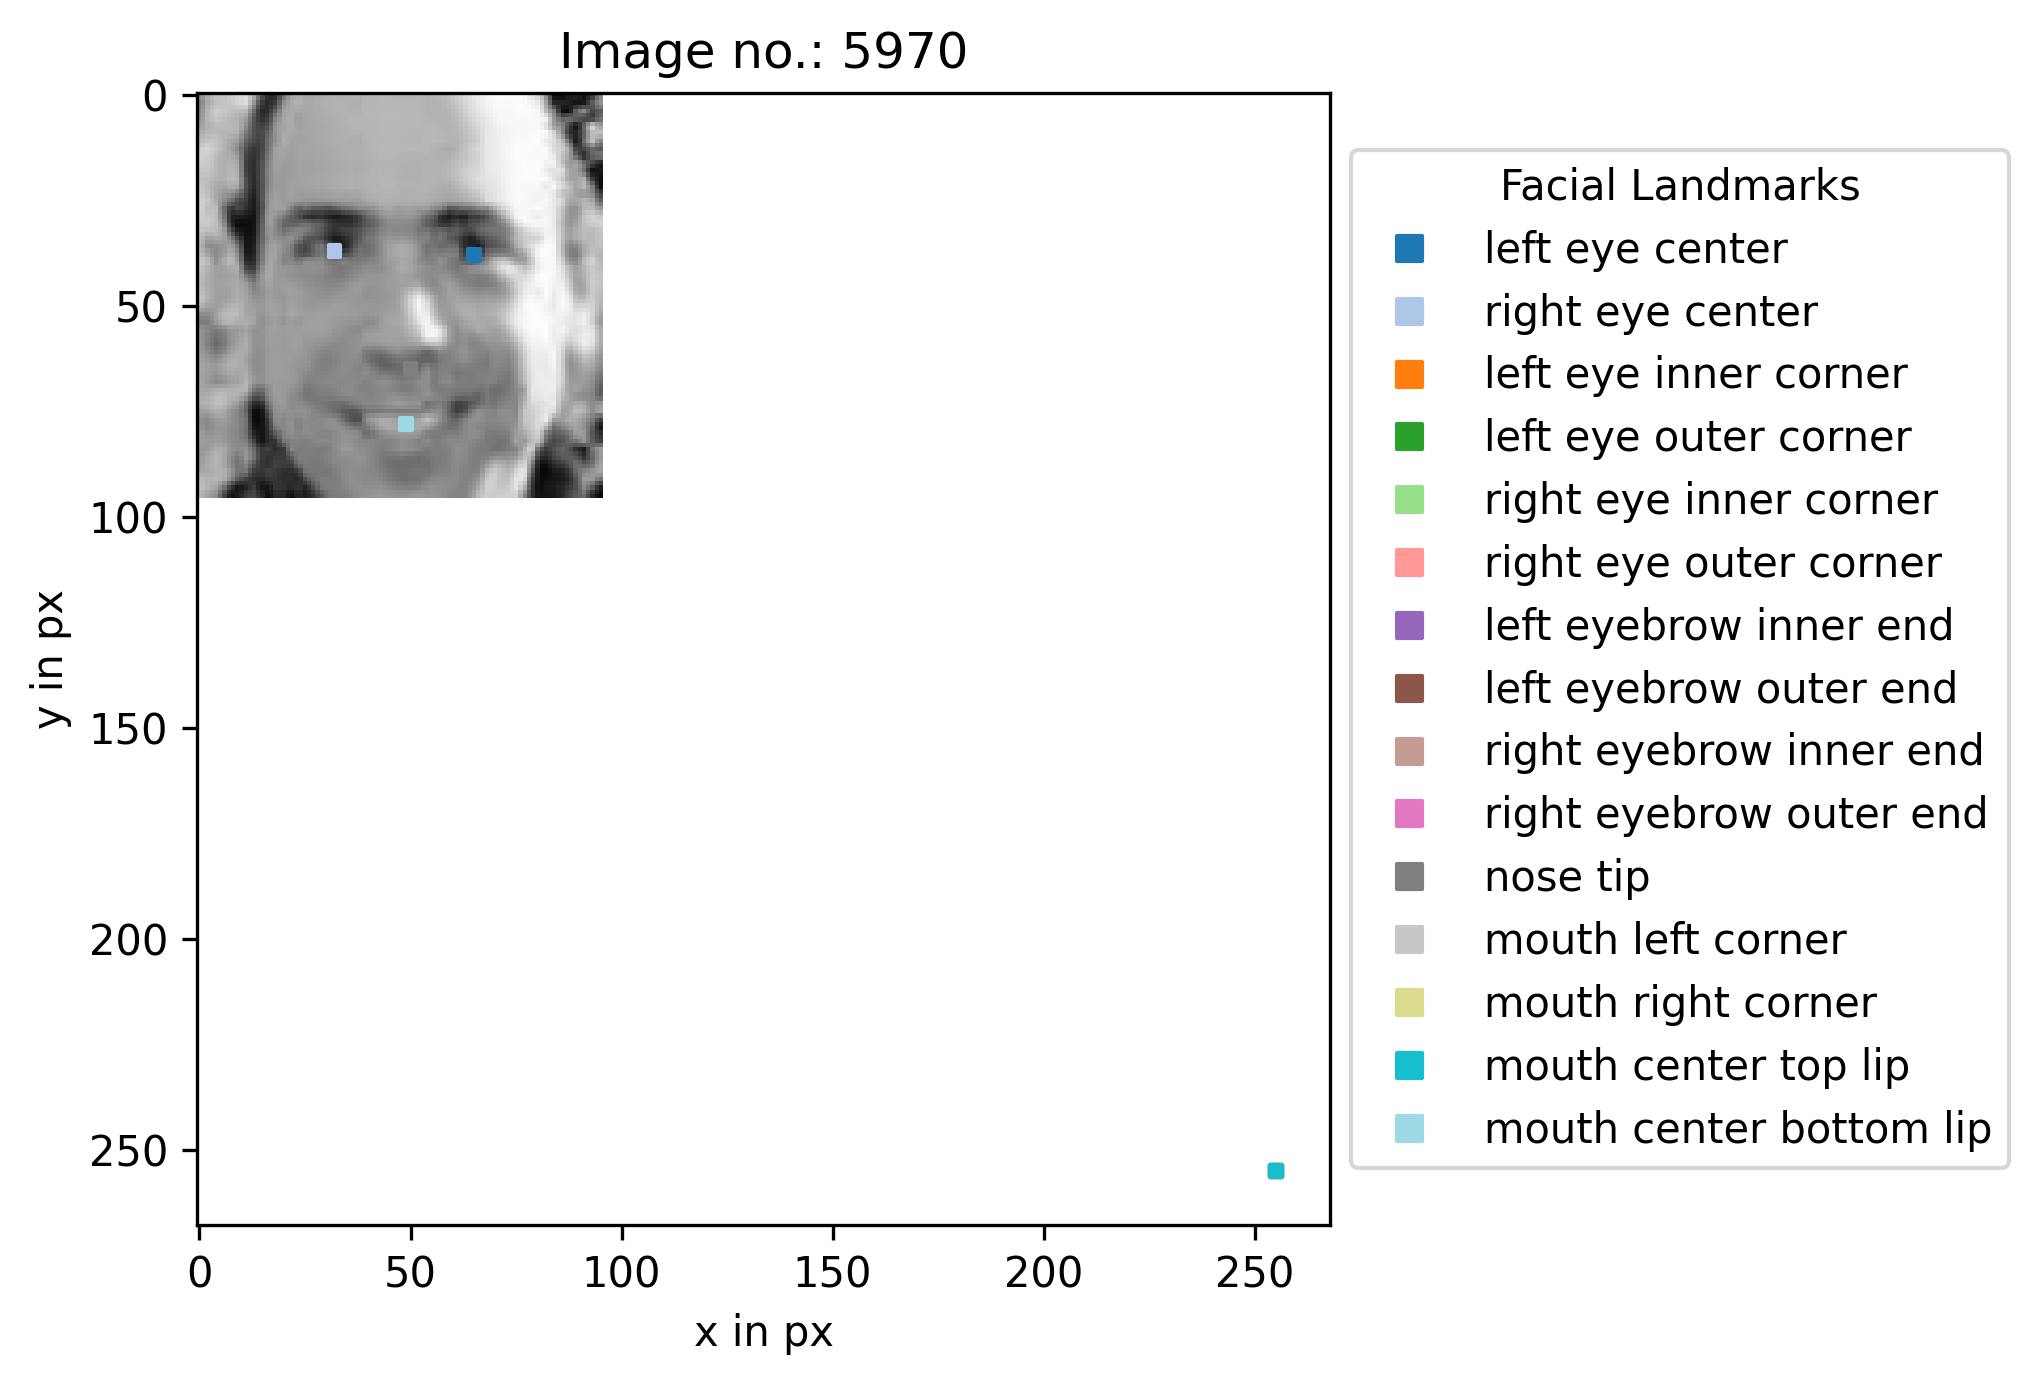 Image no.: 5970
0
50
100
150
200
250
y in px
0 50 100 150 200 250
x in px
Facial Landmarks
left eye center
right eye center
left eye inner corner
left eye outer corner
right eye inner corner
right eye outer corner
left eyebrow inner end
left eyebrow outer end
right eyebrow inner end
right eyebrow outer end
nose tip
mouth left corner
mouth right corner
mouth center top lip
mouth center bottom lip